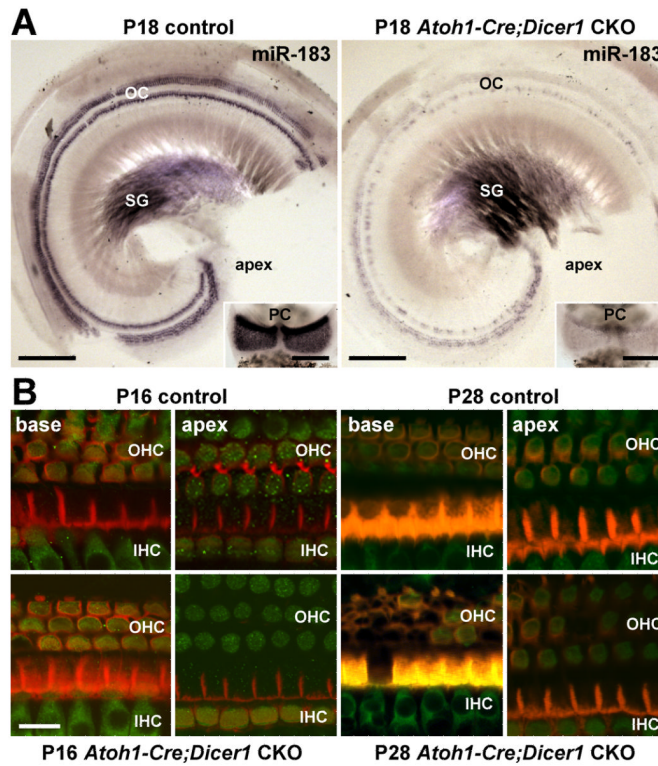 A
P18 control
P18 Atoh1-Cre;Dicer1 CKO
miR-183
OC
SG
apex
PC
miR-183
OC
SG
apex
PC
B
P16 control
P28 control
base
OHC
IHC
apex
OHC
IHC
base
OHC
IHC
apex
OHC
IHC
OHC
IHC
OHC
IHC
OHC
IHC
OHC
IHC
P16 Atoh1-Cre;Dicer1 CKO
P28 Atoh1-Cre;Dicer1 CKO